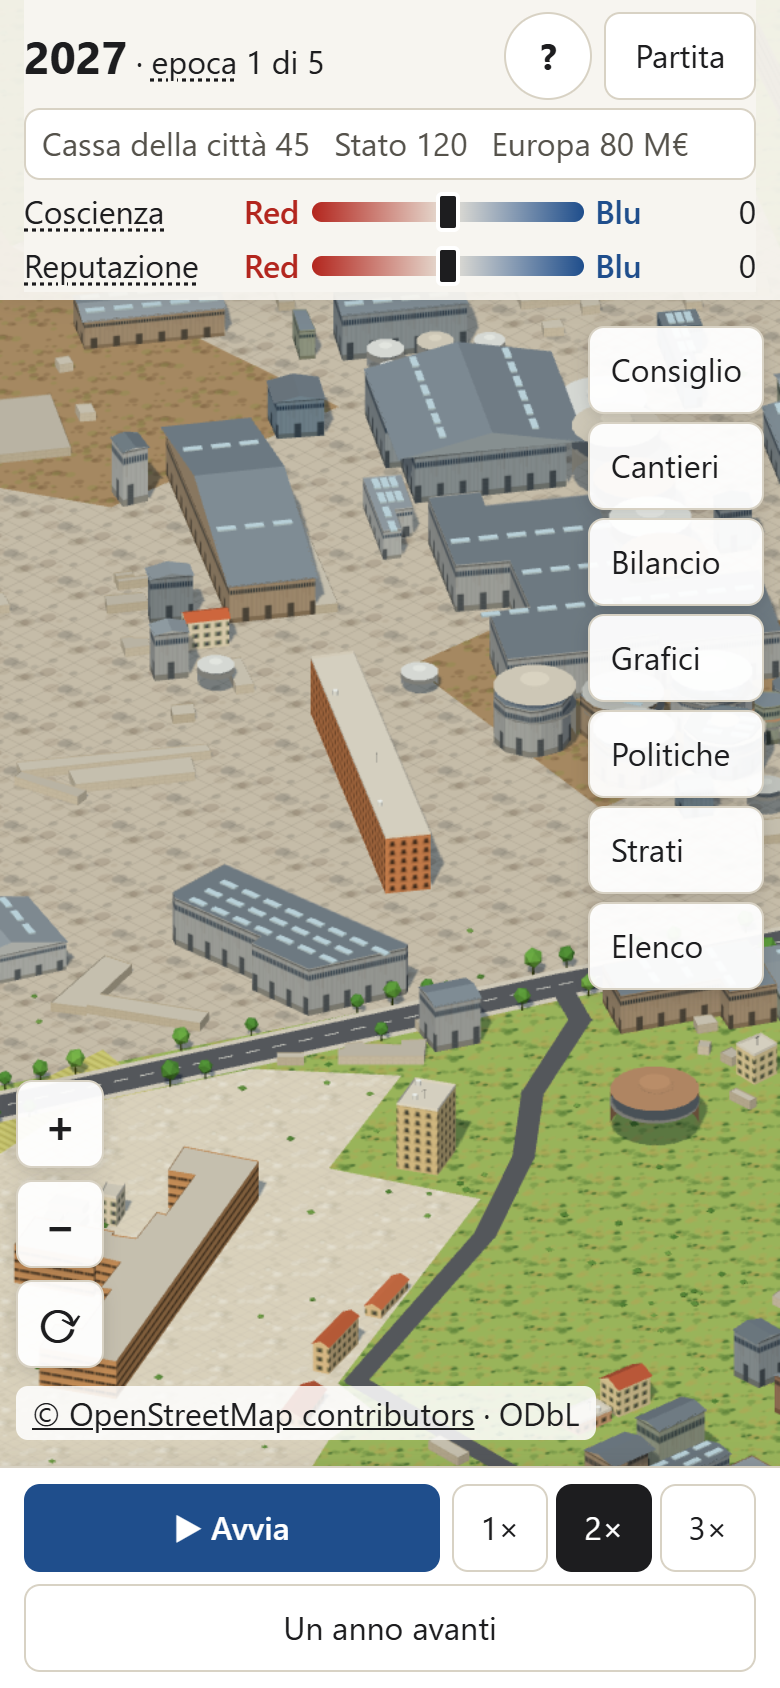 2027 · epoca 1 di 5
?
Partita
Cassa della città 45 Stato 120 Europa 80 M€
Coscienza Red Blu 0
Reputazione Red Blu 0
Consiglio
Cantieri
Bilancio
Grafici
Politiche
Strati
Elenco
+
−
© OpenStreetMap contributors · ODbL
▶ Avvia 1× 2× 3×
Un anno avanti